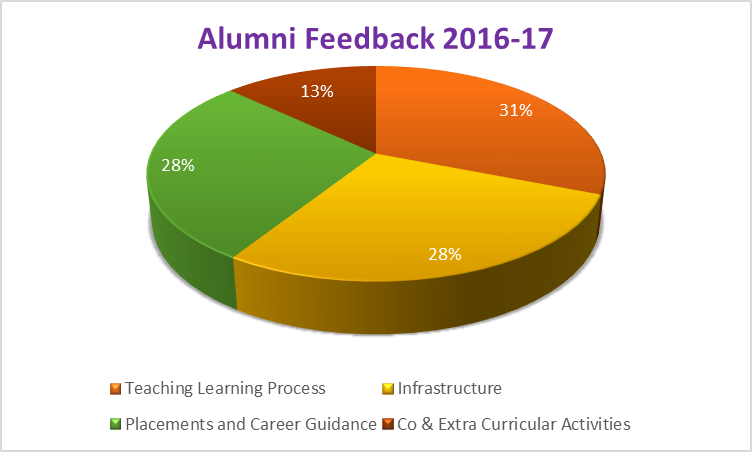 Alumni Feedback 2016-17
13%
31%
28%
28%
Teaching Learning Process
Infrastructure
Placements and Career Guidance
Co & Extra Curricular Activities